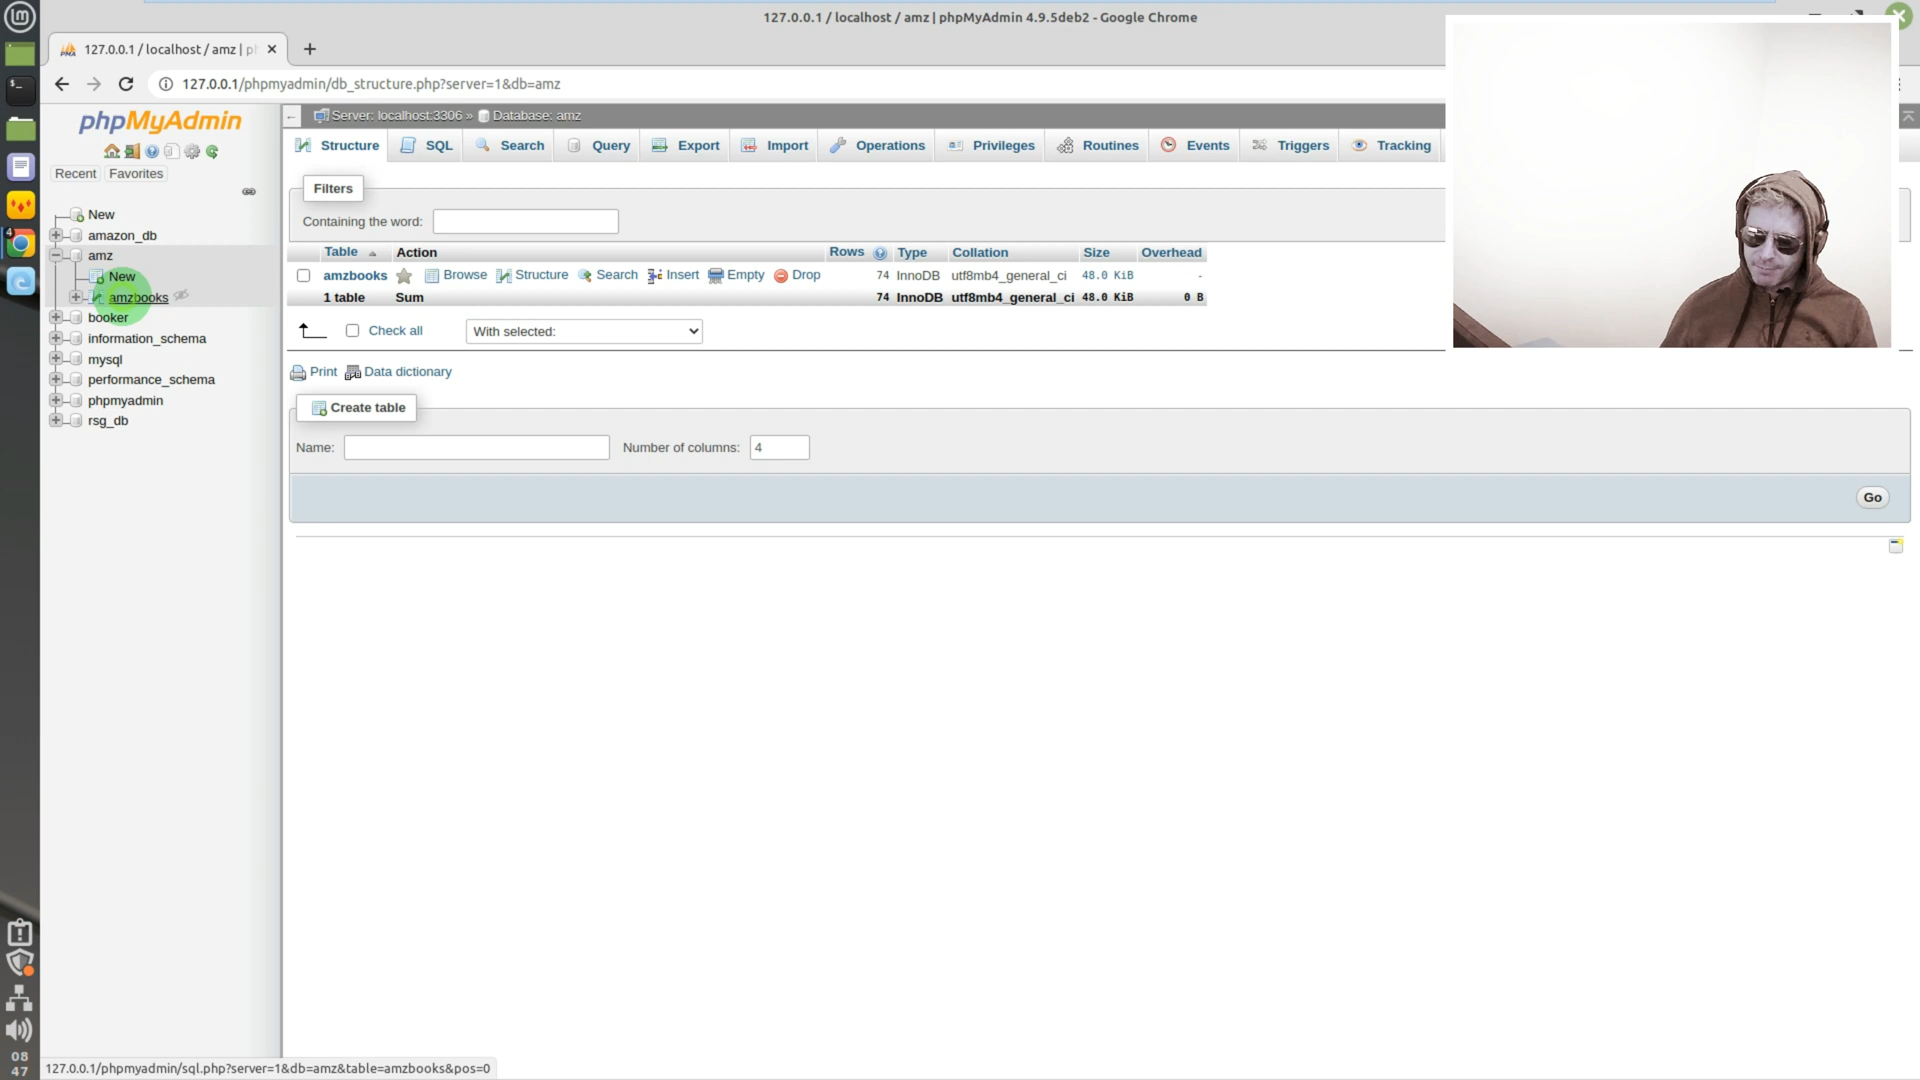 127.0.0.1 / localhost / amz | phpMyAdmin 4.9.5deb2 - Google Chrome
127.0.0.1 / localhost / amz | p
127.0.0.1/phpmyadmin/db_structure.php?server=1&db=amz
phpMyAdmin
Recent Favorites
New
amazon_db
amz
New
amzbooks
booker
information_schema
mysql
performance_schema
phpmyadmin
rsg_db
Server: localhost:3306 » Database: amz
Structure SQL Search Query Export Import Operations Privileges Routines Events Triggers Tracking
Filters
Containing the word:
Table Action Rows Type Collation Size Overhead
amzbooks Browse Structure Search Insert Empty Drop 74 InnoDB utf8mb4_general_ci 48.0 KiB -
1 table Sum 74 InnoDB utf8mb4_general_ci 48.0 KiB 0 B
Check all With selected:
Print Data dictionary
Create table
Name: Number of columns: 4
Go
4
08
47
127.0.0.1/phpmyadmin/sql.php?server=1&db=amz&table=amzbooks&pos=0